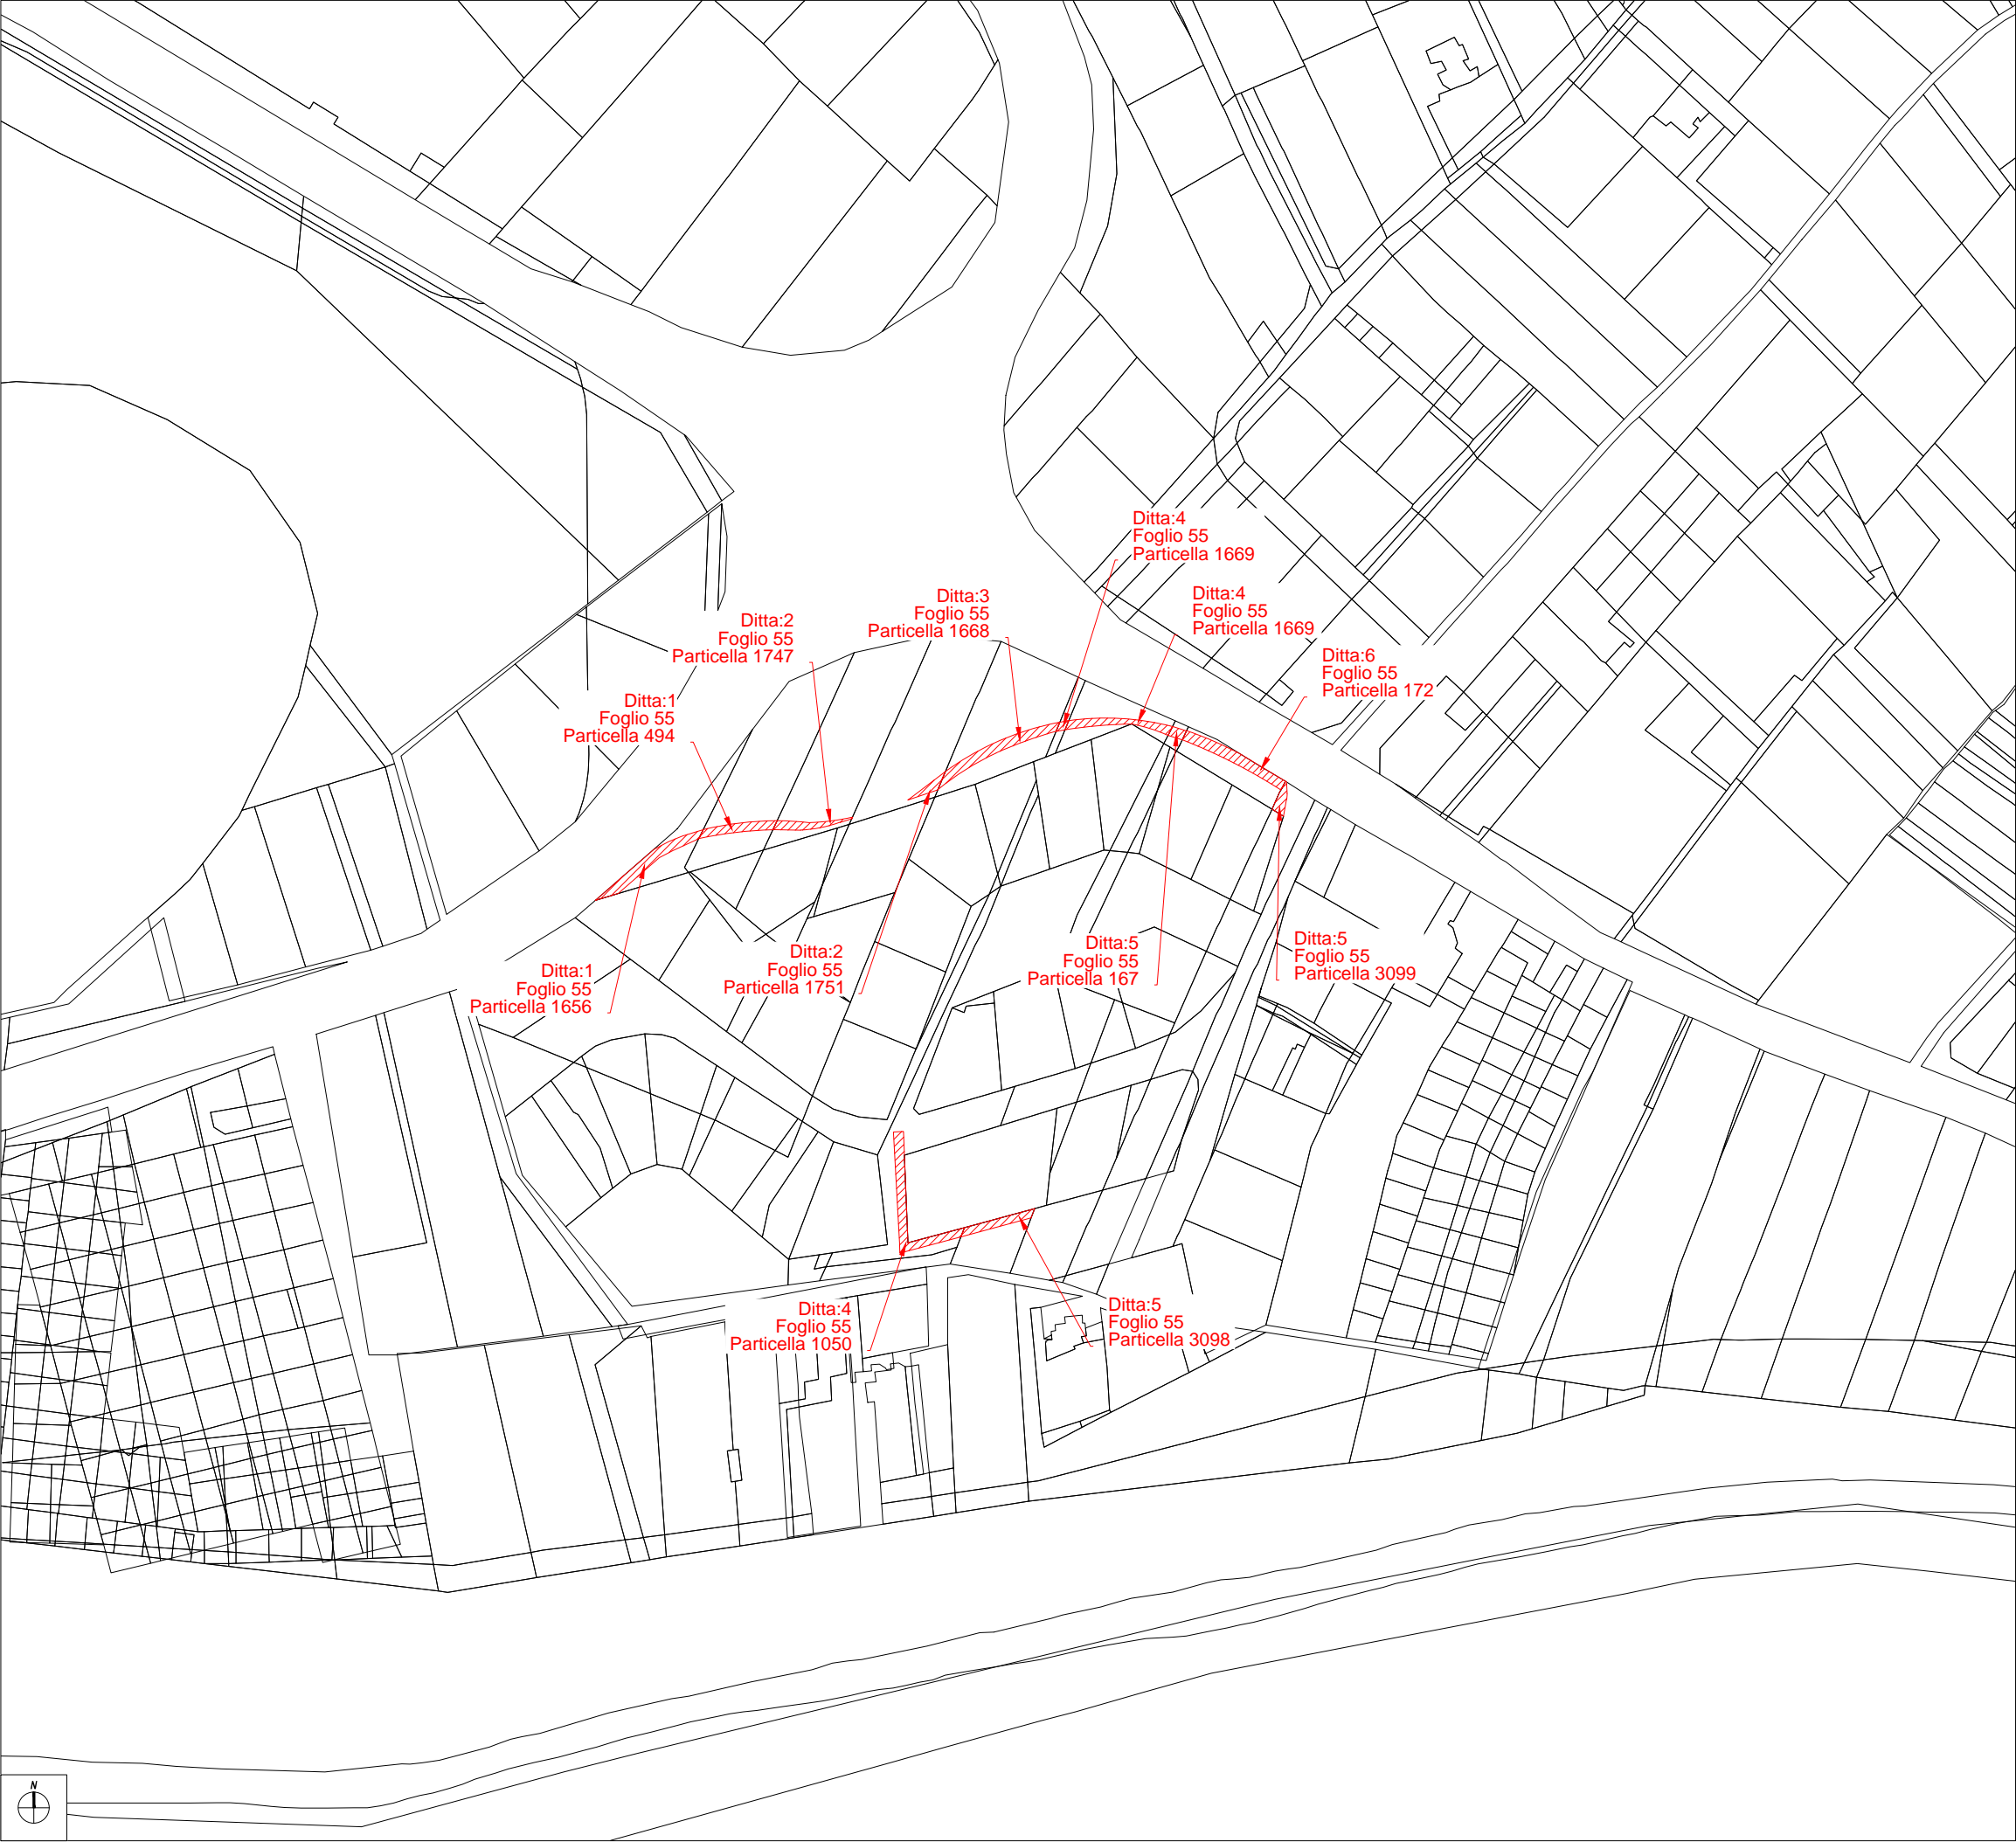 Ditta:4
Foglio 55
Particella 1669
Ditta:3
Foglio 55
Particella 1668
Ditta:4
Foglio 55
Particella 1669
Ditta:2
Foglio 55
Particella 1747
Ditta:6
Foglio 55
Particella 172
Ditta:1
Foglio 55
Particella 494
Ditta:5
Foglio 55
Particella 3099
Ditta:5
Foglio 55
Particella 167
Ditta:2
Foglio 55
Particella 1751
Ditta:1
Foglio 55
Particella 1656
Ditta:5
Foglio 55
Particella 3098
Ditta:4
Foglio 55
Particella 1050
N